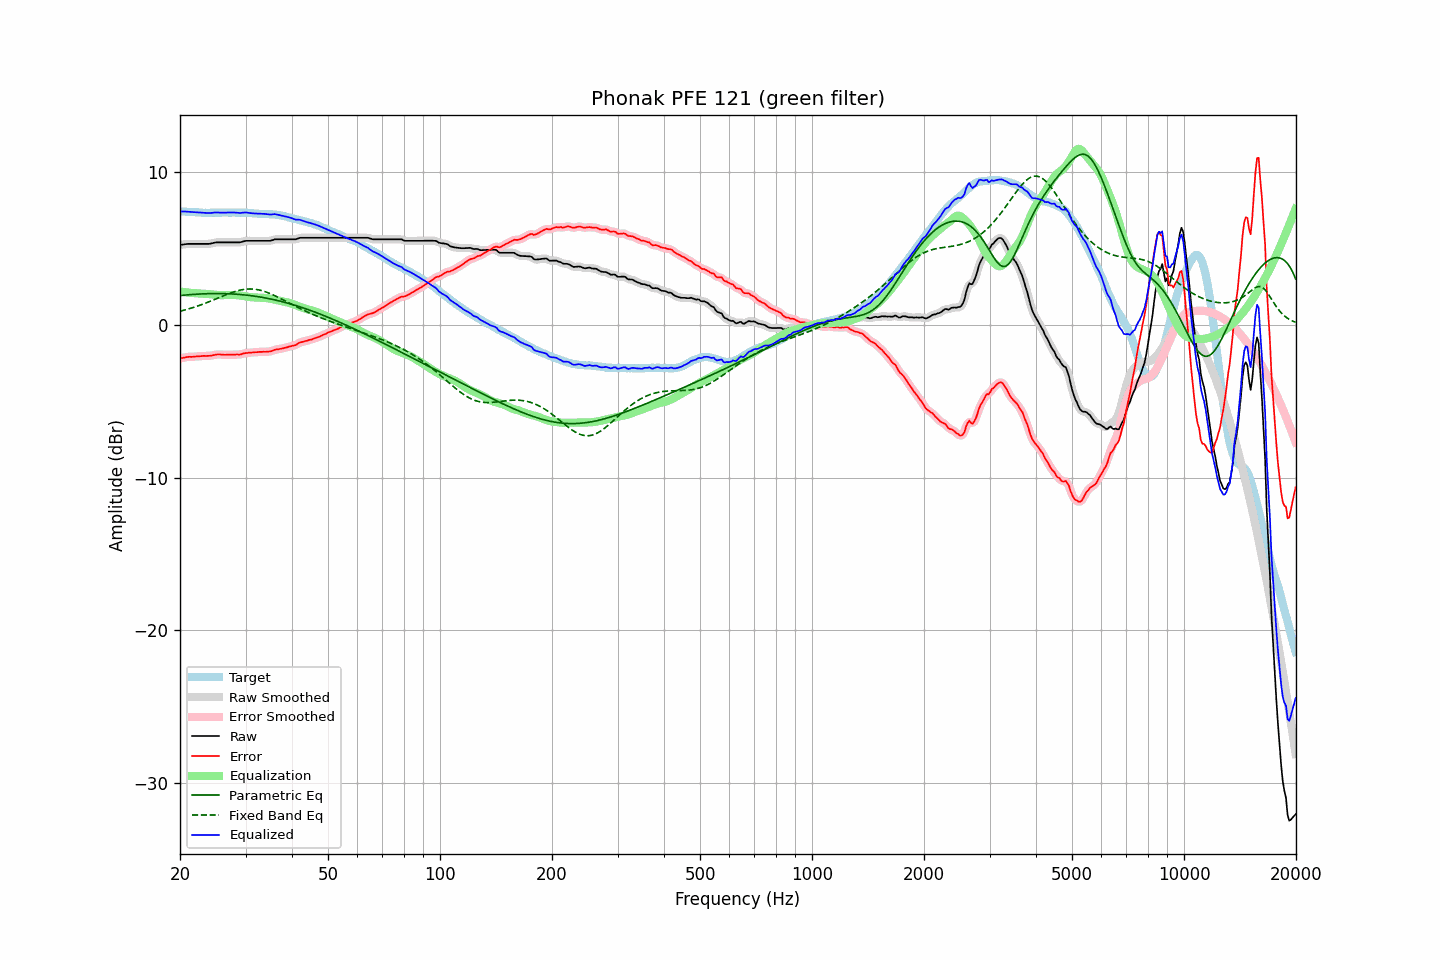 Phonak PFE 121 (green filter)
Amplitude (dBr)
10
0
−10
−20
−30
Target
Raw Smoothed
Error Smoothed
Raw
Error
Equalization
Parametric Eq
Fixed Band Eq
Equalized
20
50
100
200
500
1000
2000
5000
10000
20000
Frequency (Hz)